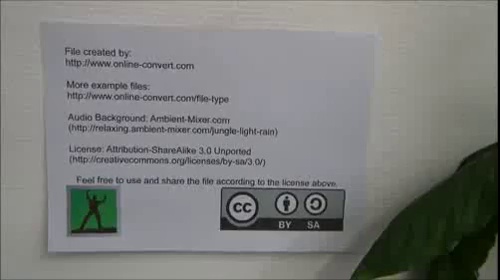 File created by:
http://www.online-convert.com
More example files:
http://www.online-convert.com/file-type
Audio Background: Ambient-Mixer.com
(http://relaxing.ambient-mixer.com/jungle-light-rain)
License: Attribution-ShareAlike 3.0 Unported
(http://creativecommons.org/licenses/by-sa/3.0/)
Feel free to use and share the file according to the license above.
cc
BY SA